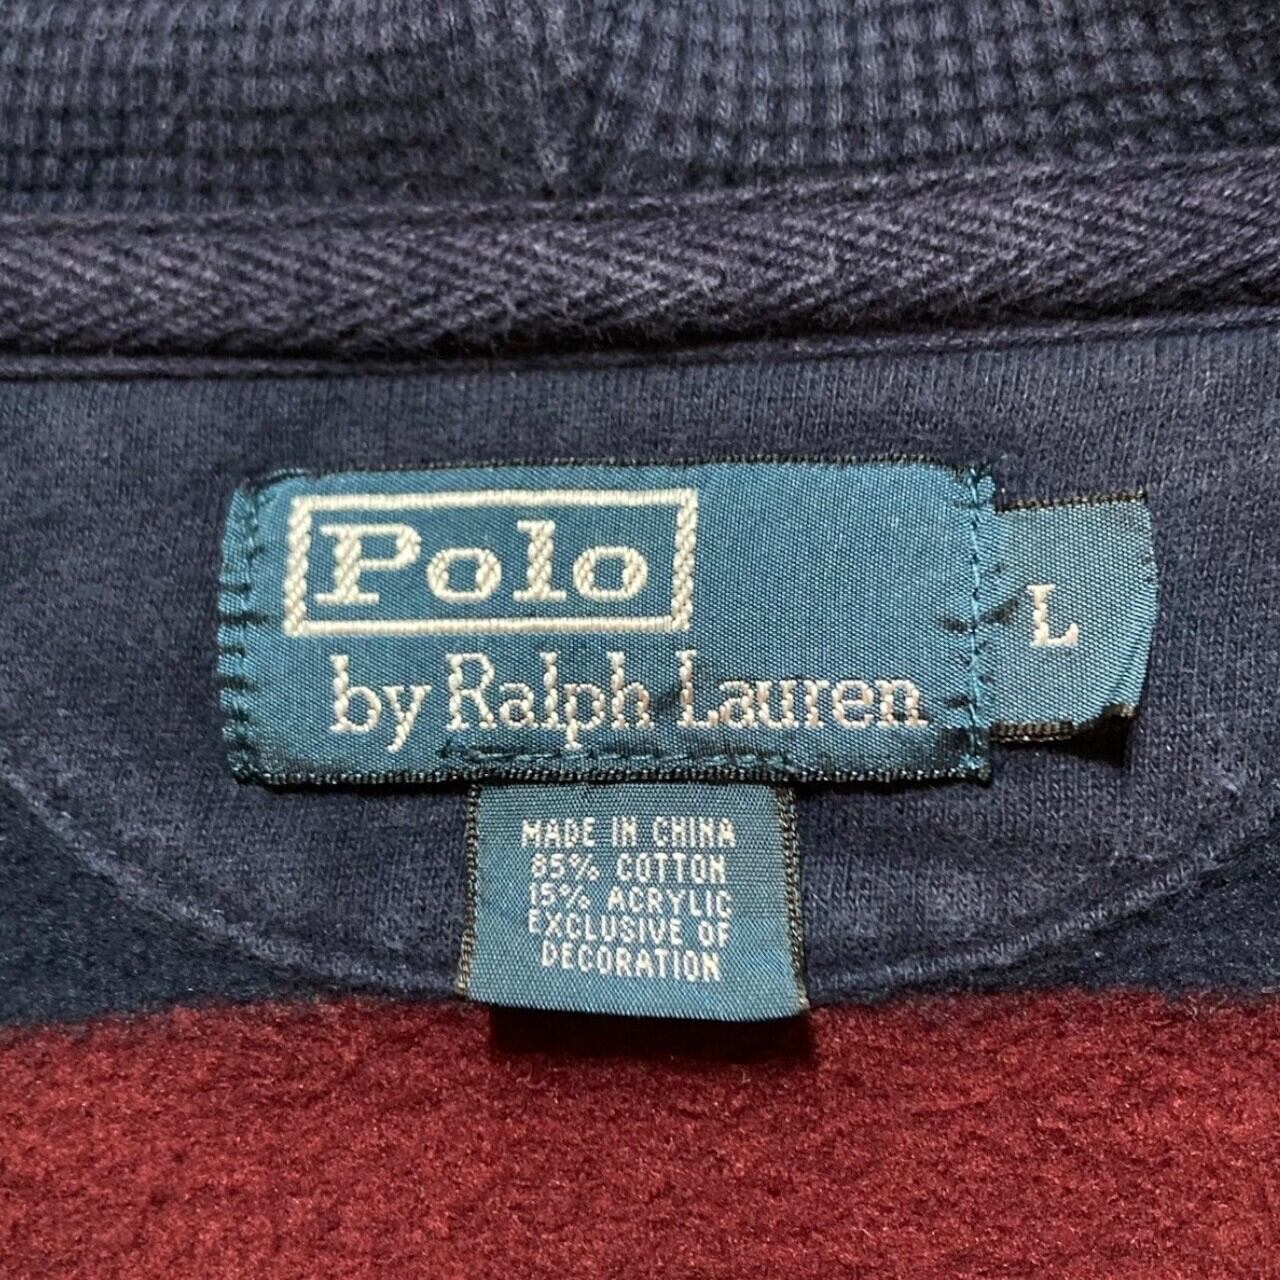 Polo
by Ralph Lauren
L
MADE IN CHINA
85% COTTON
15% ACRYLIC
EXCLUSIVE OF
DECORATION